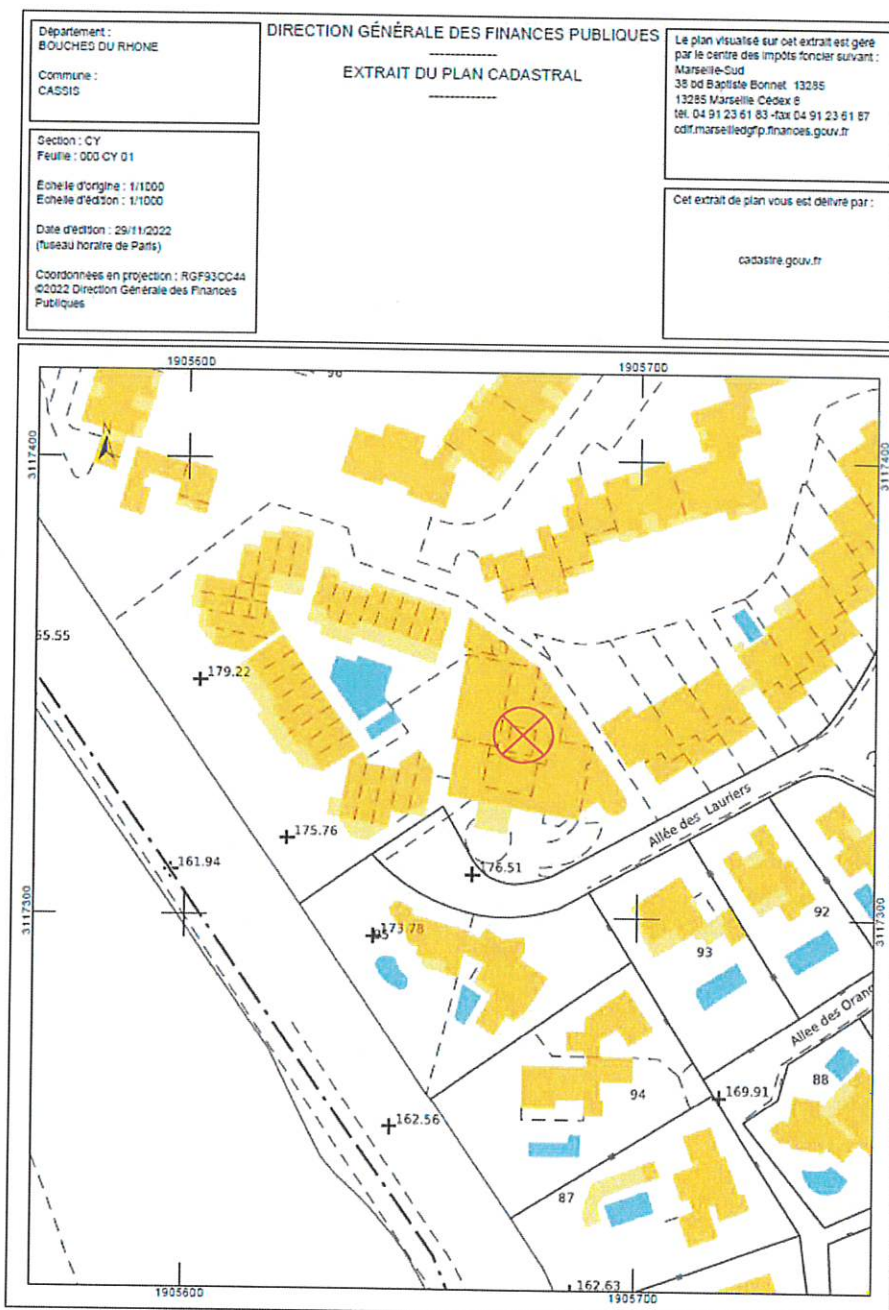 Département :
BOUCHES DU RHONE
Commune :
CASSIS
Section : CY
Feuille : 000 CY 01
Échelle d'origine : 1/1000
Échelle d'édition : 1/1000
Date d'édition : 29/11/2022
(fuseau horaire de Paris)
Coordonnées en projection : RGF93CC44
©2022 Direction Générale des Finances
Publiques
DIRECTION GÉNÉRALE DES FINANCES PUBLIQUES
EXTRAIT DU PLAN CADASTRAL
Le plan visualisé sur cet extrait est géré
par le centre des impôts foncier suivant :
Marseille-Sud
38 bd Baptiste Bonnet 13285
13285 Marseille Cédex 8
tél. 04 91 23 61 83 -fax 04 91 23 61 87
cdif.marseilledgfip.finances.gouv.fr
Cet extrait de plan vous est délivré par :
cadastre.gouv.fr
1905600
1905700
3117400
N
3117400
55.55
179.22
Allée des Lauriers
175.76
161.94
176.51
3117300
173.78
93
92
3117300
Allee des Orang
162.56
94
169.91
88
87
162.63
1905600
1905700